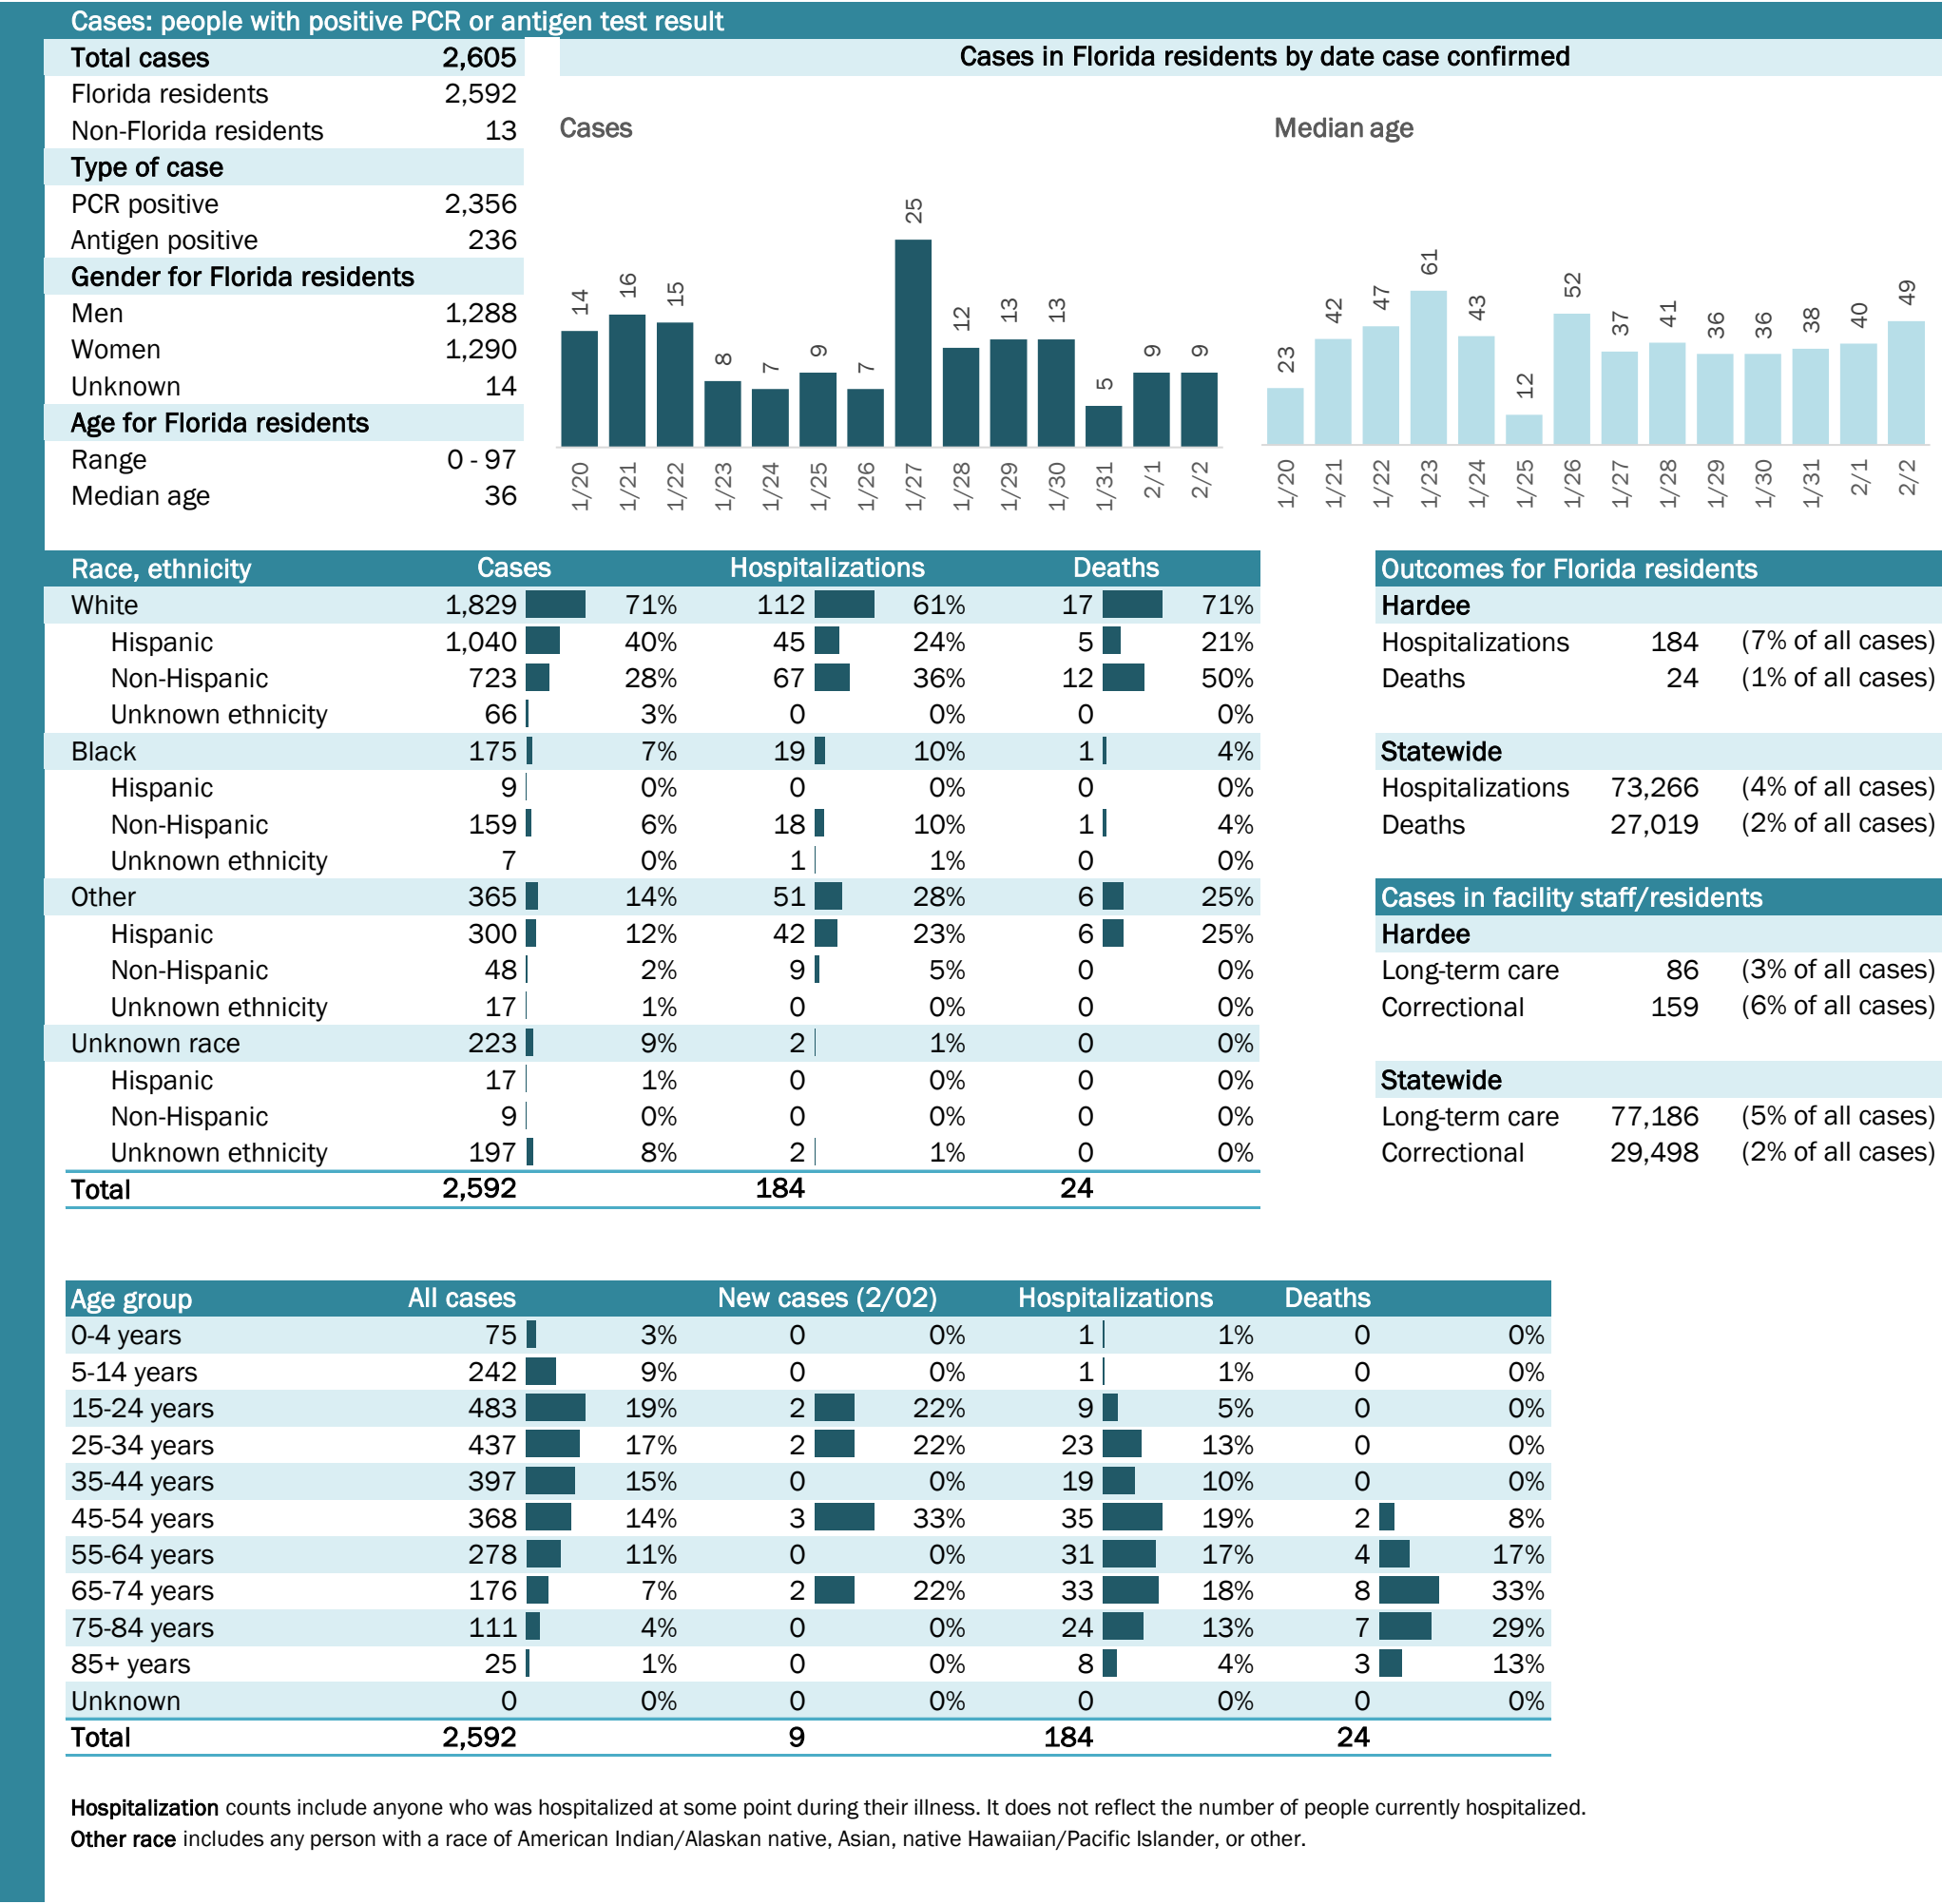 Cases: people with positive PCR or antigen test result
Total cases 2,605
Florida residents 2,592
Non-Florida residents 13
Type of case
PCR positive 2,356
Antigen positive 236
Gender for Florida residents
Men 1,288
Women 1,290
Unknown 14
Age for Florida residents
Range 0 - 97
Median age 36
Cases in Florida residents by date case confirmed
Cases
14 16 15 8 7 9 7 25 12 13 13 5 9 9
1/20 1/21 1/22 1/23 1/24 1/25 1/26 1/27 1/28 1/29 1/30 1/31 2/1 2/2
Median age
23 42 47 61 43 12 52 37 41 36 36 38 40 49
1/20 1/21 1/22 1/23 1/24 1/25 1/26 1/27 1/28 1/29 1/30 1/31 2/1 2/2
Race, ethnicity Cases Hospitalizations Deaths
White 1,829 71% 112 61% 17 71%
Hispanic 1,040 40% 45 24% 5 21%
Non-Hispanic 723 28% 67 36% 12 50%
Unknown ethnicity 66 3% 0 0% 0 0%
Black 175 7% 19 10% 1 4%
Hispanic 9 0% 0 0% 0 0%
Non-Hispanic 159 6% 18 10% 1 4%
Unknown ethnicity 7 0% 1 1% 0 0%
Other 365 14% 51 28% 6 25%
Hispanic 300 12% 42 23% 6 25%
Non-Hispanic 48 2% 9 5% 0 0%
Unknown ethnicity 17 1% 0 0% 0 0%
Unknown race 223 9% 2 1% 0 0%
Hispanic 17 1% 0 0% 0 0%
Non-Hispanic 9 0% 0 0% 0 0%
Unknown ethnicity 197 8% 2 1% 0 0%
Total 2,592 184 24
Outcomes for Florida residents
Hardee
Hospitalizations 184 (7% of all cases)
Deaths 24 (1% of all cases)
Statewide
Hospitalizations 73,266 (4% of all cases)
Deaths 27,019 (2% of all cases)
Cases in facility staff/residents
Hardee
Long-term care 86 (3% of all cases)
Correctional 159 (6% of all cases)
Statewide
Long-term care 77,186 (5% of all cases)
Correctional 29,498 (2% of all cases)
Age group All cases New cases (2/02) Hospitalizations Deaths
0-4 years 75 3% 0 0% 1 1% 0 0%
5-14 years 242 9% 0 0% 1 1% 0 0%
15-24 years 483 19% 2 22% 9 5% 0 0%
25-34 years 437 17% 2 22% 23 13% 0 0%
35-44 years 397 15% 0 0% 19 10% 0 0%
45-54 years 368 14% 3 33% 35 19% 2 8%
55-64 years 278 11% 0 0% 31 17% 4 17%
65-74 years 176 7% 2 22% 33 18% 8 33%
75-84 years 111 4% 0 0% 24 13% 7 29%
85+ years 25 1% 0 0% 8 4% 3 13%
Unknown 0 0% 0 0% 0 0% 0 0%
Total 2,592 9 184 24
Hospitalization counts include anyone who was hospitalized at some point during their illness. It does not reflect the number of people currently hospitalized.
Other race includes any person with a race of American Indian/Alaskan native, Asian, native Hawaiian/Pacific Islander, or other.